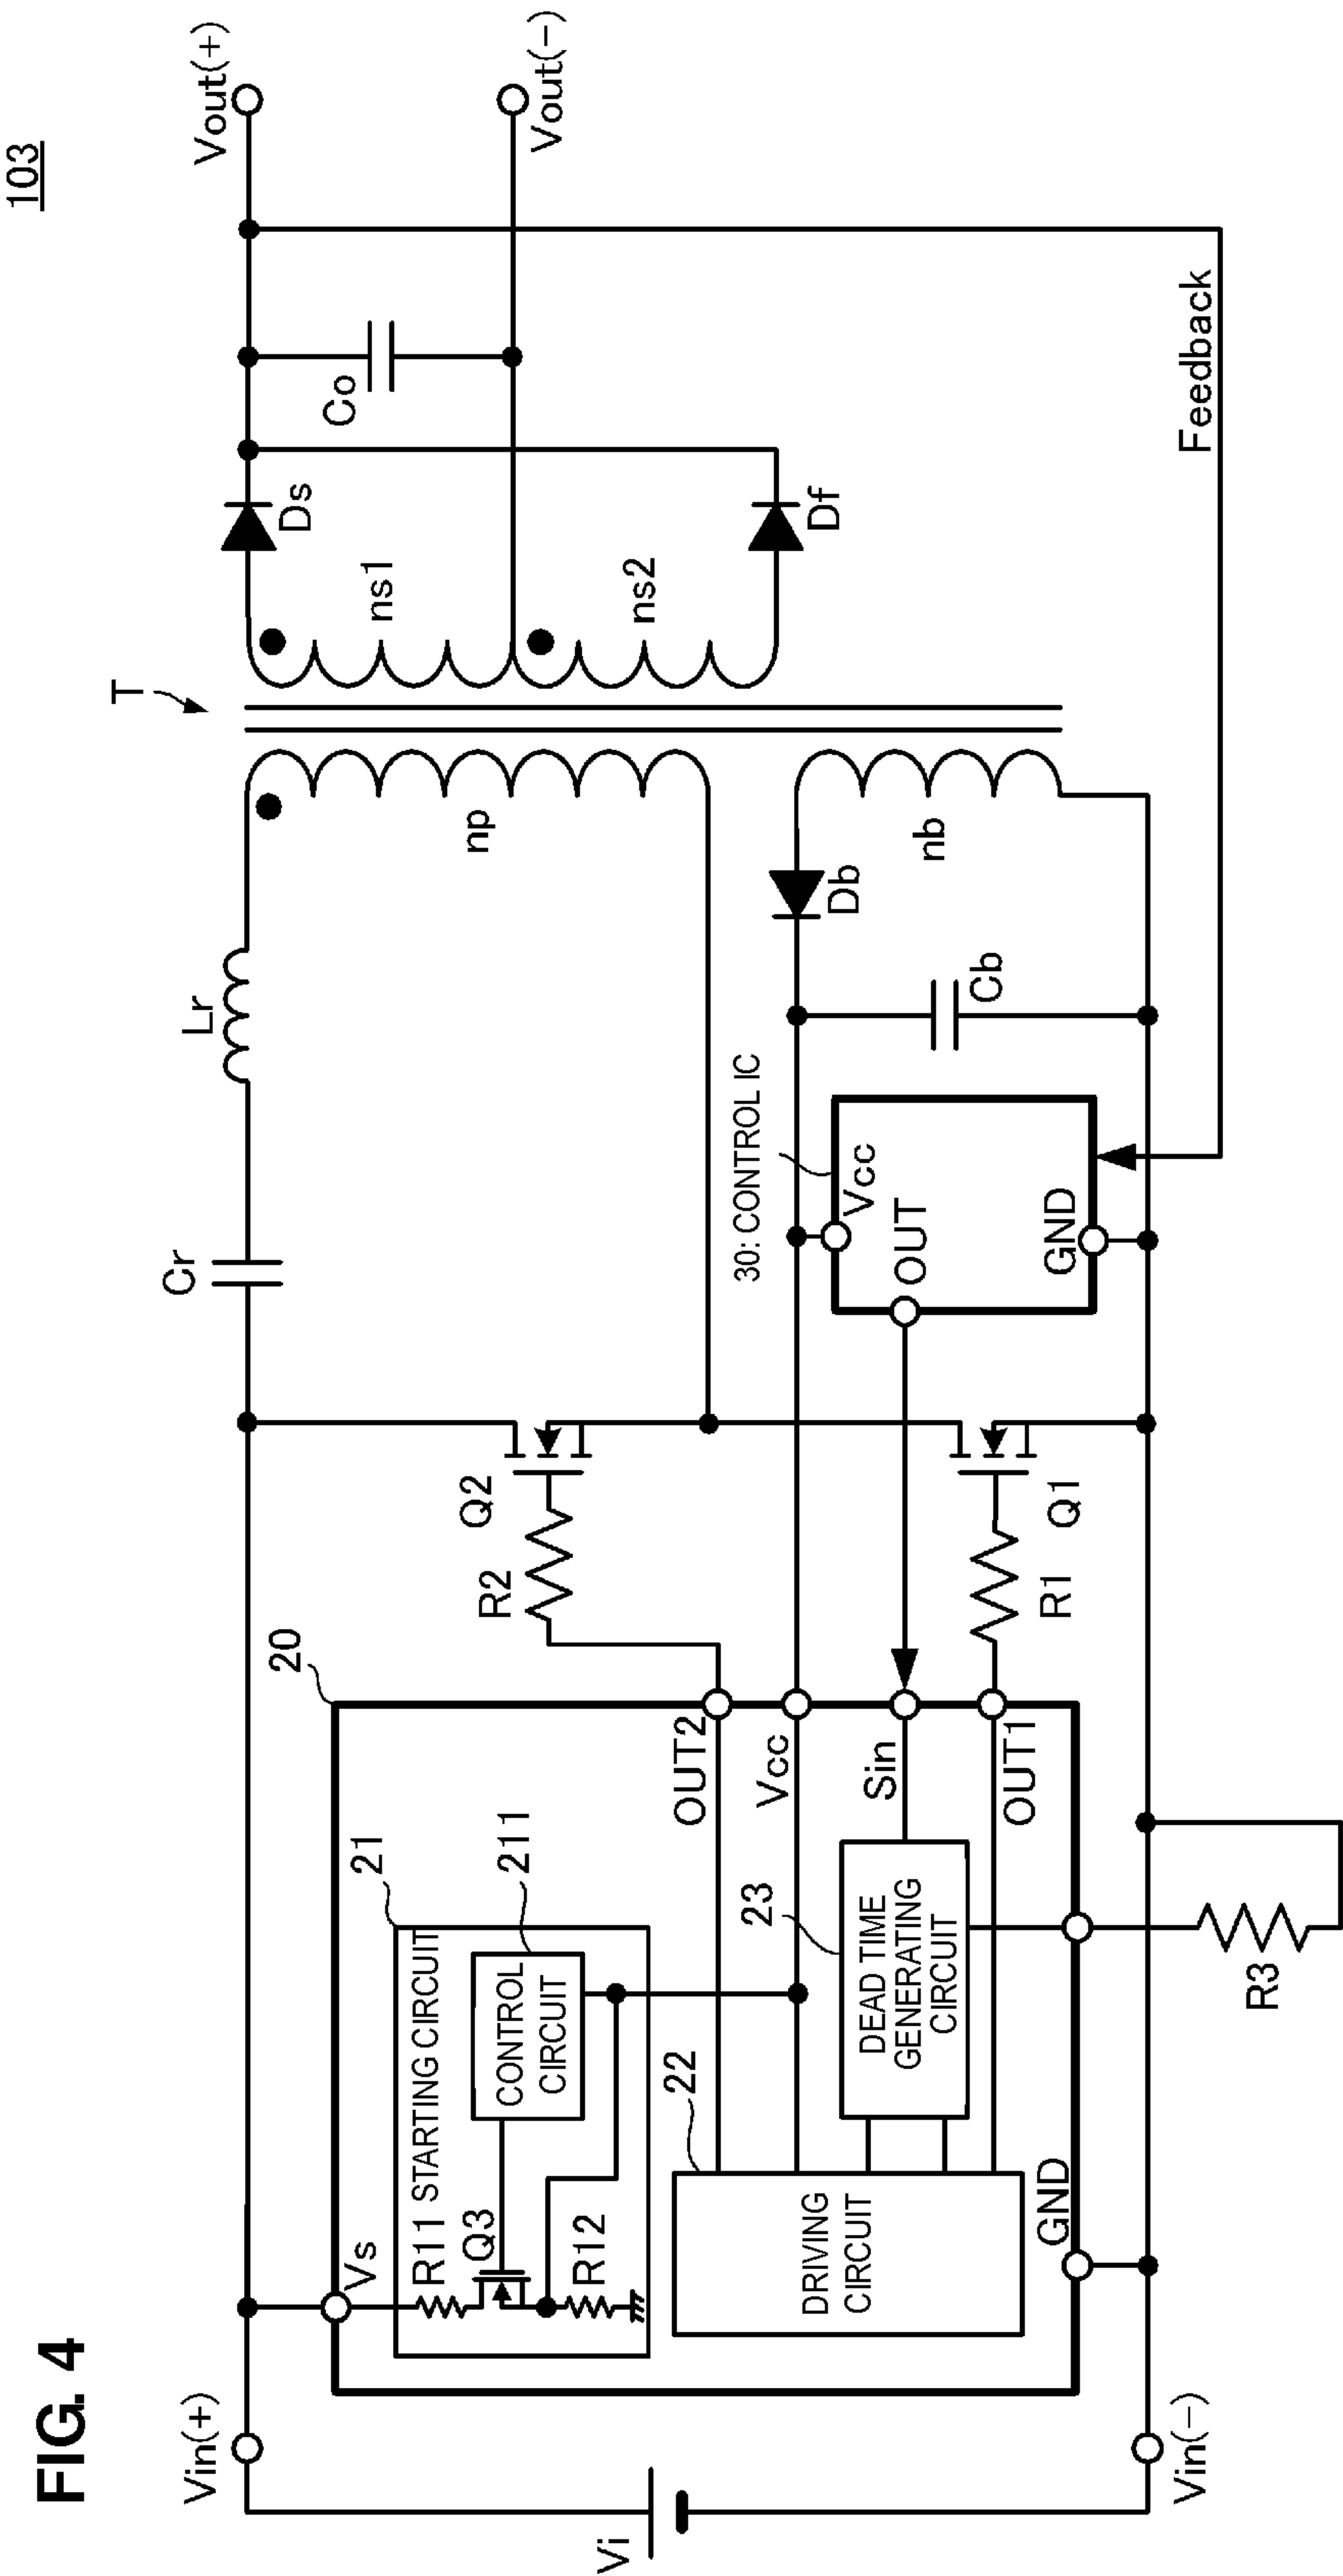 FIG. 4
103
Vin(+)
Vi
Vin(−)
Vs
20
21
R11
STARTING CIRCUIT
211
CONTROL
CIRCUIT
Q3
R12
22
DRIVING
CIRCUIT
23
DEAD TIME
GENERATING
CIRCUIT
GND
OUT2
Vcc
Sin
OUT1
R3
R2
Q2
R1
Q1
Cr
Lr
30: CONTROL IC
Vcc
OUT
GND
Cb
Db
np
nb
T
ns1
ns2
Ds
Df
Co
Feedback
Vout(+)
Vout(−)